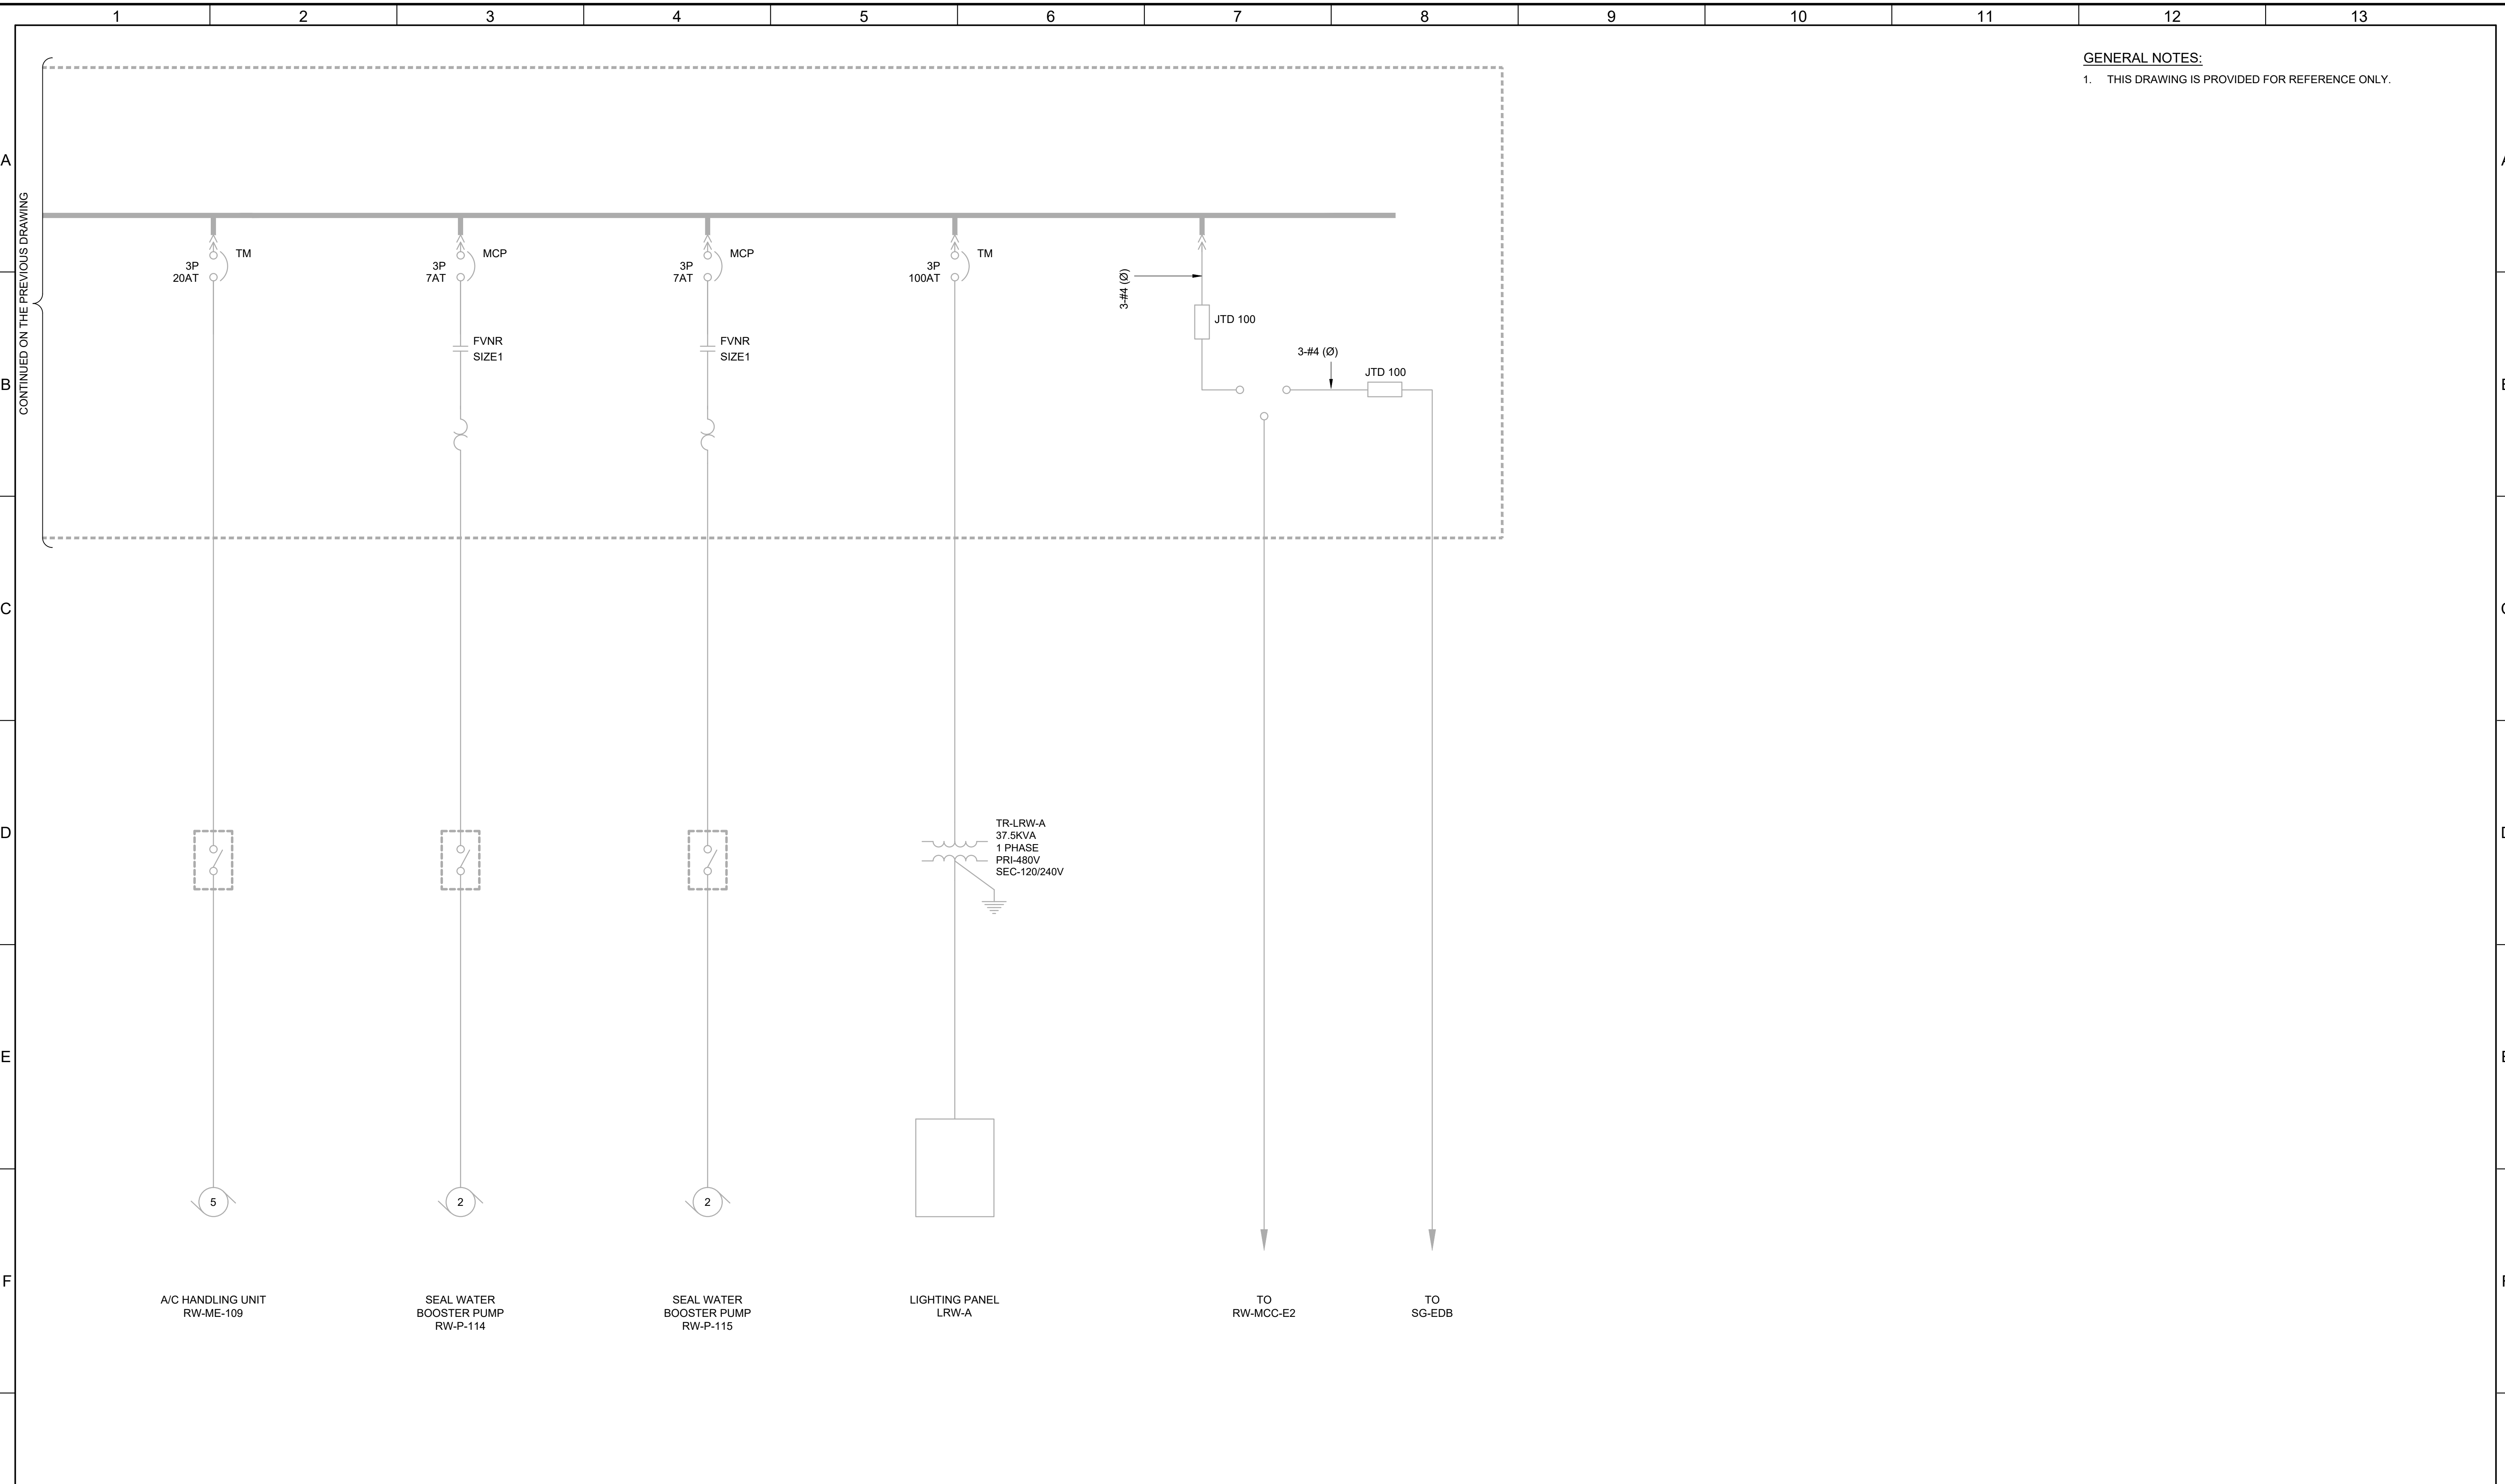 1 2 3 4 5 6 7 8 9 10 11 12 13
GENERAL NOTES:
1. THIS DRAWING IS PROVIDED FOR REFERENCE ONLY.
A
B
C
D
E
F
CONTINUED ON THE PREVIOUS DRAWING
TM
3P
20AT
MCP
3P
7AT
FVNR
SIZE1
MCP
3P
7AT
FVNR
SIZE1
TM
3P
100AT
3-#4 (Ø)
JTD 100
3-#4 (Ø)
JTD 100
TR-LRW-A
37.5KVA
1 PHASE
PRI-480V
SEC-120/240V
5
2
2
A/C HANDLING UNIT
RW-ME-109
SEAL WATER
BOOSTER PUMP
RW-P-114
SEAL WATER
BOOSTER PUMP
RW-P-115
LIGHTING PANEL
LRW-A
TO
RW-MCC-E2
TO
SG-EDB